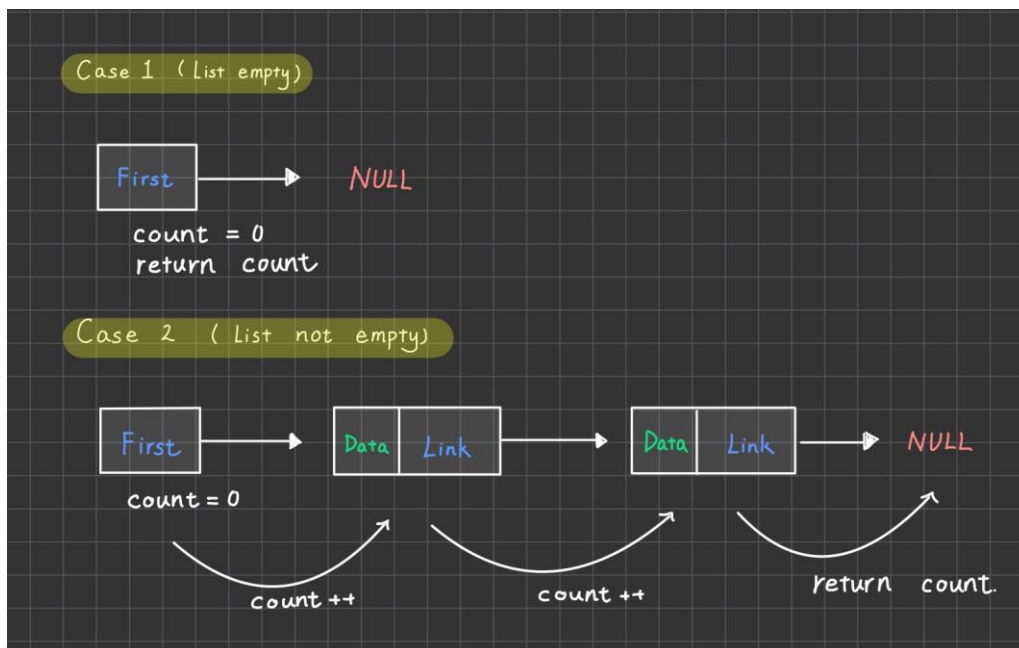 Case 1 (List empty)
First NULL
count = 0
return count
Case 2 (List not empty)
First Data Link Data Link NULL
count = 0
count ++ count ++ return count.